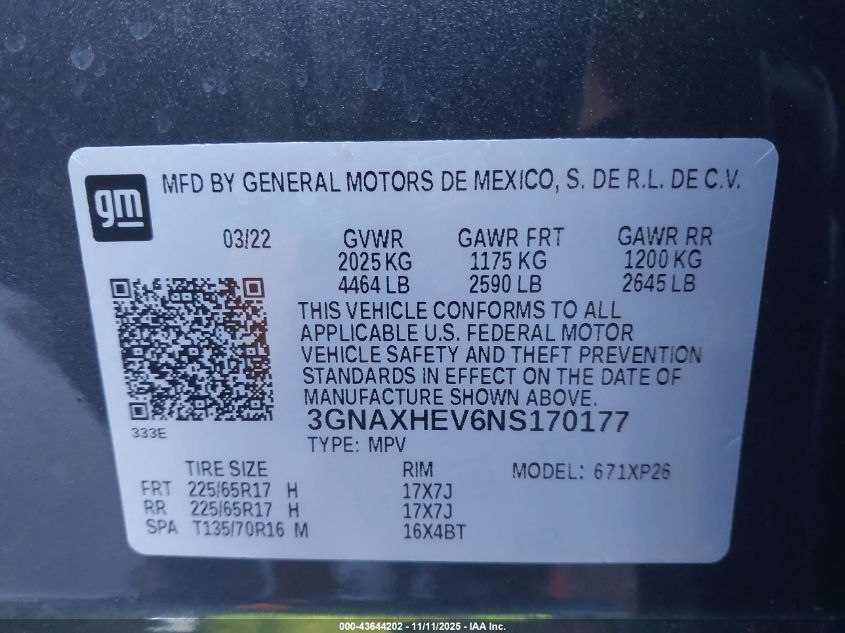 gm
MFD BY GENERAL MOTORS DE MEXICO, S. DE R.L. DE C.V.
03/22 GVWR GAWR FRT GAWR RR
2025 KG 1175 KG 1200 KG
4464 LB 2590 LB 2645 LB
THIS VEHICLE CONFORMS TO ALL
APPLICABLE U.S. FEDERAL MOTOR
VEHICLE SAFETY AND THEFT PREVENTION
STANDARDS IN EFFECT ON THE DATE OF
MANUFACTURE SHOWN ABOVE.
3GNAXHEV6NS170177
333E
TYPE: MPV
TIRE SIZE RIM MODEL: 671XP26
FRT 225/65R17 H 17X7J
RR 225/65R17 H 17X7J
SPA T135/70R16 M 16X4BT
000-43644202 - 11/11/2025 - IAA Inc.